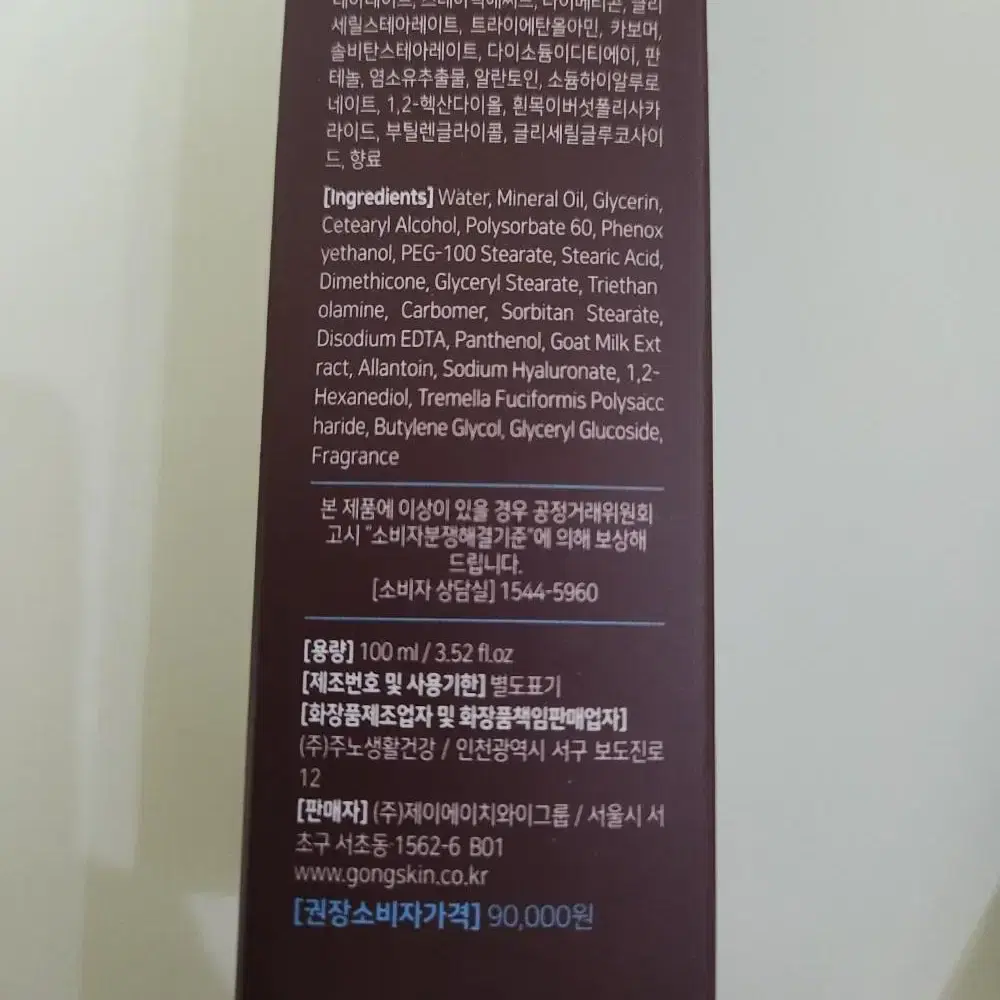 세릴스테아레이트, 트라이에탄올아민, 카보머,
솔비탄스테아레이트, 다이소듐이디티에이, 판
테놀, 염소유추출물, 알란토인, 소듐하이알루로
네이트, 1,2-헥산다이올, 흰목이버섯폴리사카
라이드, 부틸렌글라이콜, 글리세릴글루코사이
드, 향료
[Ingredients] Water, Mineral Oil, Glycerin,
Cetearyl Alcohol, Polysorbate 60, Phenox
yethanol, PEG-100 Stearate, Stearic Acid,
Dimethicone, Glyceryl Stearate, Triethan
olamine, Carbomer, Sorbitan Stearate,
Disodium EDTA, Panthenol, Goat Milk Ext
ract, Allantoin, Sodium Hyaluronate, 1,2-
Hexanediol, Tremella Fuciformis Polysacc
haride, Butylene Glycol, Glyceryl Glucoside,
Fragrance
본 제품에 이상이 있을 경우 공정거래위원회
고시 "소비자분쟁해결기준"에 의해 보상해
드립니다.
[소비자 상담실] 1544-5960
[용량] 100 ml / 3.52 fl.oz
[제조번호 및 사용기한] 별도표기
[화장품제조업자 및 화장품책임판매업자]
(주)주노생활건강 / 인천광역시 서구 보도진로
12
[판매자] (주)제이에이치와이그룹 / 서울시 서
초구 서초동 1562-6 B01
www.gongskin.co.kr
[권장소비자가격] 90,000원